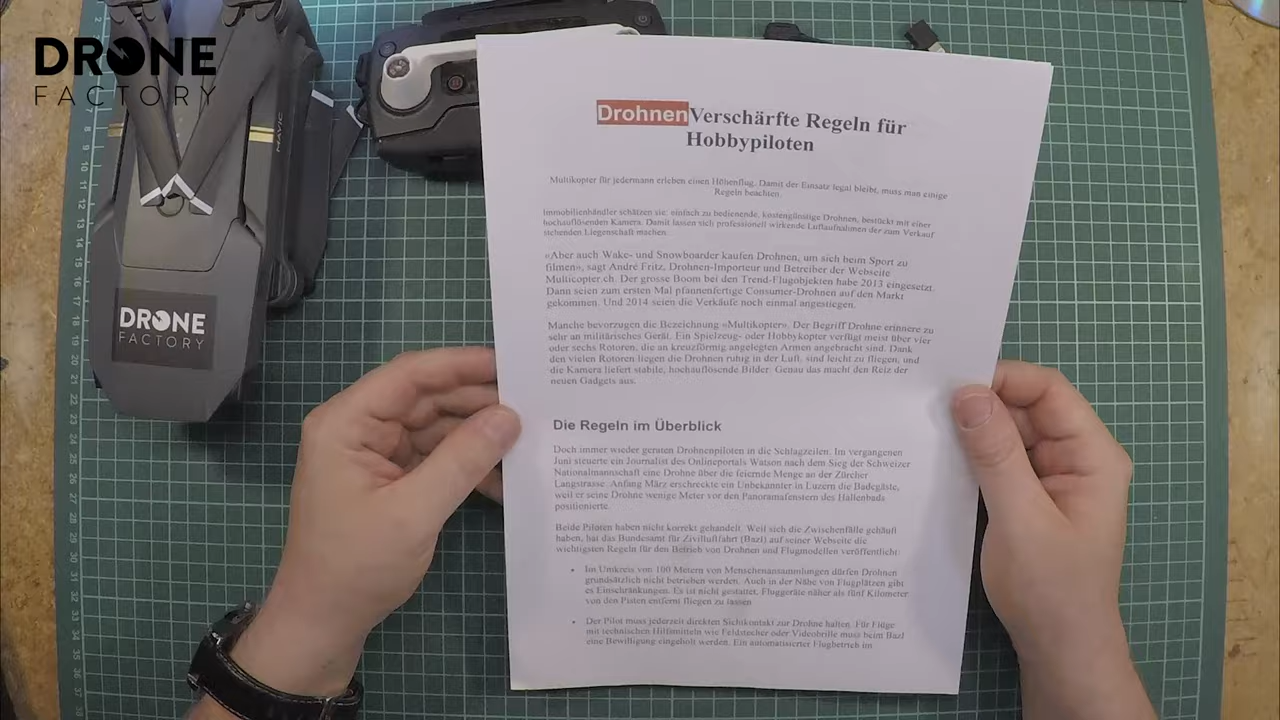 DRONE
FACTORY
MAVIC
DRONE
FACTORY
Drohnen Verschärfte Regeln für
Hobbypiloten
Multikopter für jedermann erleben einen Höhenflug. Damit der Einsatz legal bleibt, muss man einige
Regeln beachten.
Immobilienhändler schätzen sie: einfach zu bedienende, kostengünstige Drohnen, bestückt mit einer
hochauflösenden Kamera. Damit lassen sich professionell wirkende Luftaufnahmen der zum Verkauf
stehenden Liegenschaft machen.
«Aber auch Wake- und Snowboarder kaufen Drohnen, um sich beim Sport zu
filmen», sagt André Fritz, Drohnen-Importeur und Betreiber der Webseite
Multicopter.ch. Der grosse Boom bei den Trend-Flugobjekten habe 2013 eingesetzt.
Dann seien zum ersten Mal pfannenfertige Consumer-Drohnen auf den Markt
gekommen. Und 2014 seien die Verkäufe noch einmal angestiegen.
Manche bevorzugen die Bezeichnung «Multikopter». Der Begriff Drohne erinnere zu
sehr an militärisches Gerät. Ein Spielzeug- oder Hobbykopter verfügt meist über vier
oder sechs Rotoren, die an kreuzförmig angelegten Armen angebracht sind. Dank
den vielen Rotoren liegen die Drohnen ruhig in der Luft, sind leicht zu fliegen, und
die Kamera liefert stabile, hochauflösende Bilder: Genau das macht den Reiz der
neuen Gadgets aus.
Die Regeln im Überblick
Doch immer wieder geraten Drohnenpiloten in die Schlagzeilen. Im vergangenen
Juni steuerte ein Journalist des Onlineportals Watson nach dem Sieg der Schweizer
Nationalmannschaft eine Drohne über die feiernde Menge an der Zürcher
Langstrasse. Anfang März erschreckte ein Unbekannter in Luzern die Badegäste,
weil er seine Drohne wenige Meter vor den Panoramafenstern des Hallenbads
positionierte.
Beide Piloten haben nicht korrekt gehandelt. Weil sich die Zwischenfälle gehäuft
haben, hat das Bundesamt für Zivilluftfahrt (Bazl) auf seiner Webseite die
wichtigsten Regeln für den Betrieb von Drohnen und Flugmodellen veröffentlicht:
• Im Umkreis von 100 Metern von Menschenansammlungen dürfen Drohnen
grundsätzlich nicht betrieben werden. Auch in der Nähe von Flugplätzen gibt
es Einschränkungen. Es ist nicht gestattet, Fluggeräte näher als fünf Kilometer
von den Pisten entfernt fliegen zu lassen.
• Der Pilot muss jederzeit direkten Sichtkontakt zur Drohne halten. Für Flüge
mit technischen Hilfsmitteln wie Feldstecher oder Videobrille muss beim Bazl
eine Bewilligung eingeholt werden. Ein automatisierter Flugbetrieb im